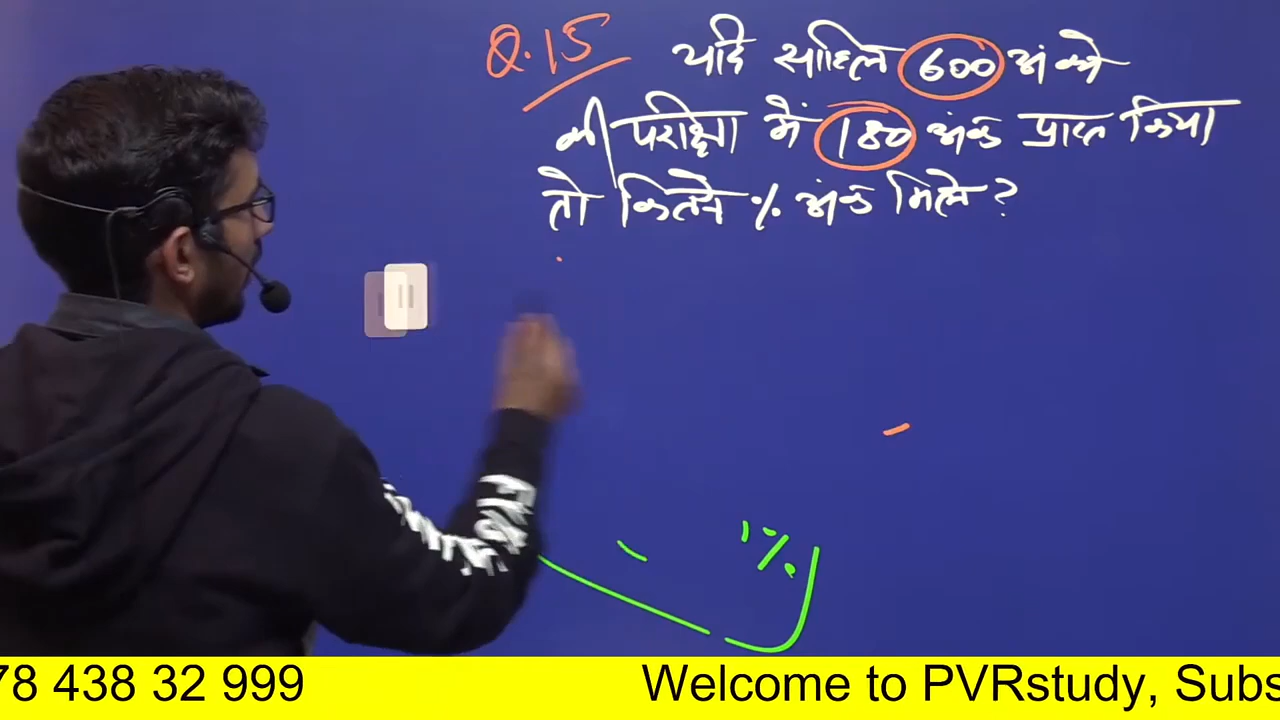 Q.15 यदि साहिल 600 अंको
की परीक्षा में 180 अंक प्राप्त किया
तो कितने % अंक मिले ?
1%
78 438 32 999 Welcome to PVRstudy, Subs